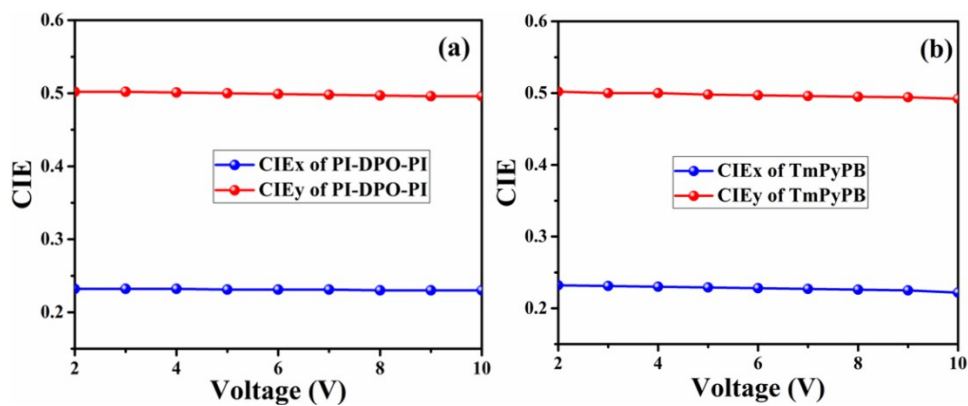 0.6
0.5
0.4
0.3
0.2
CIE
(a)
CIEx of PI-DPO-PI
CIEy of PI-DPO-PI
2 4 6 8 10
Voltage (V)
0.6
0.5
0.4
0.3
0.2
CIE
(b)
CIEx of TmPyPB
CIEy of TmPyPB
2 4 6 8 10
Voltage (V)